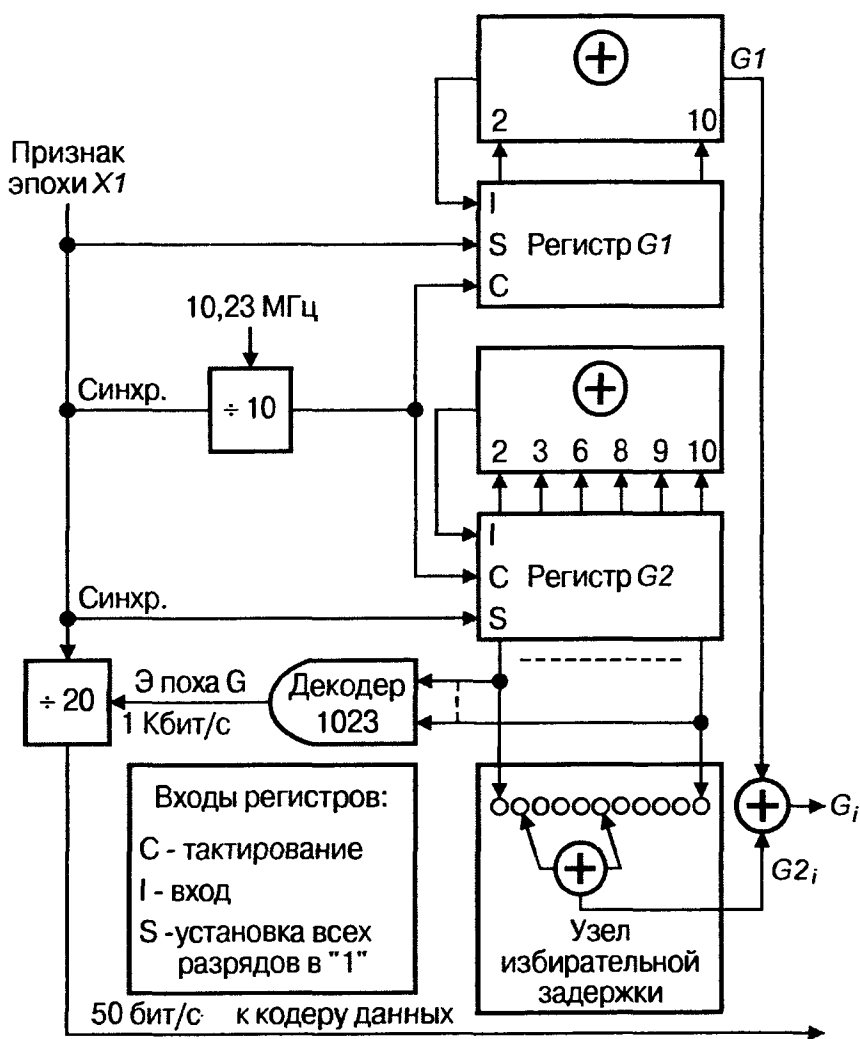 G1
2 10
Признак
эпохи X1
I
S Регистр G1
C
10,23 МГц
Синхр.
÷ 10
2 3 6 8 9 10
I
C Регистр G2
S
Синхр.
÷ 20
Э поха G
1 Кбит/с
Декодер
1023
Входы регистров:
C - тактирование
I - вход
S -установка всех
разрядов в "1"
Gi
G2i
Узел
избирательной
задержки
50 бит/с к кодеру данных